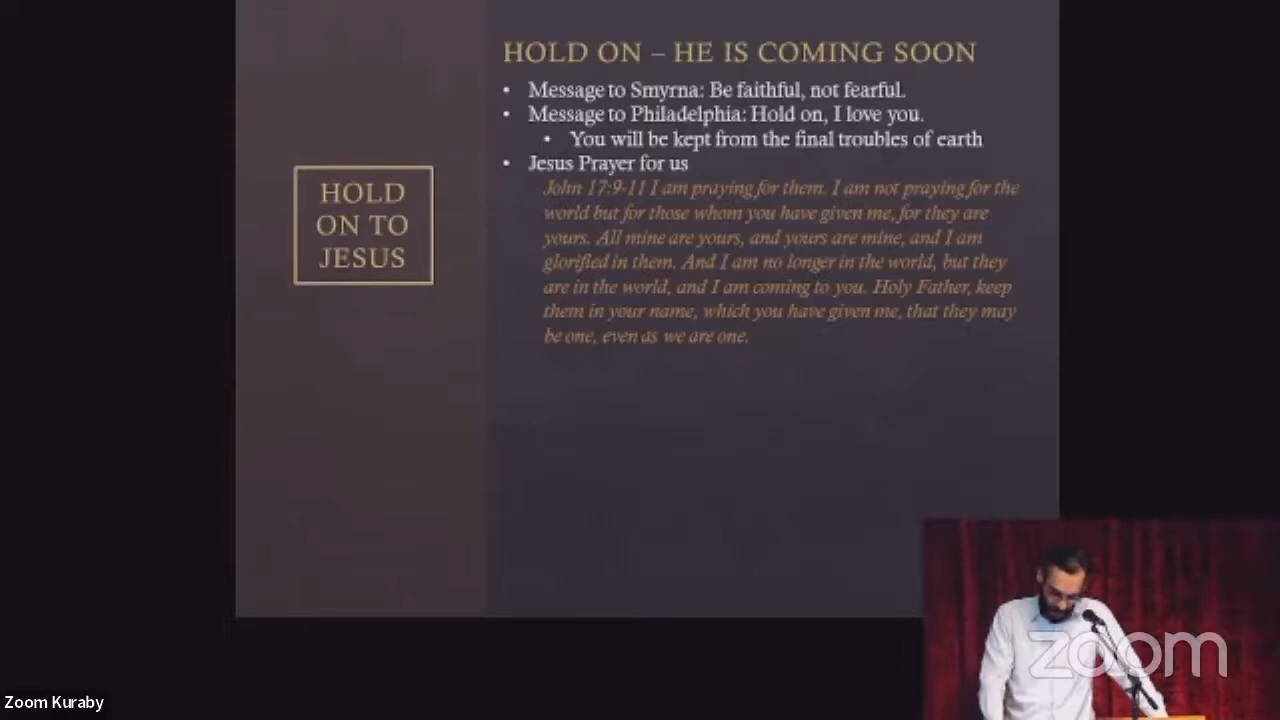 HOLD ON – HE IS COMING SOON
• Message to Smyrna: Be faithful, not fearful.
• Message to Philadelphia: Hold on, I love you.
• You will be kept from the final troubles of earth
• Jesus Prayer for us
John 17:9-11 I am praying for them. I am not praying for the
world but for those whom you have given me, for they are
yours. All mine are yours, and yours are mine, and I am
glorified in them. And I am no longer in the world, but they
are in the world, and I am coming to you. Holy Father, keep
them in your name, which you have given me, that they may
be one, even as we are one.
HOLD
ON TO
JESUS
zoom
Zoom Kuraby